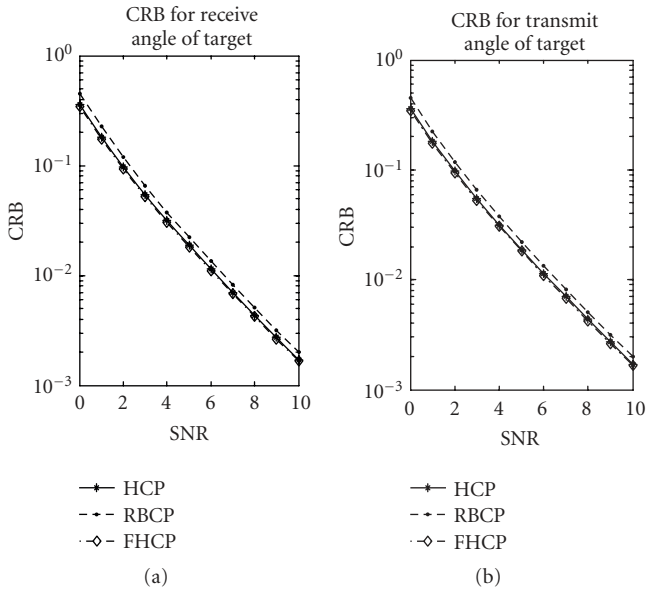 CRB for receive
angle of target
10^0
10^-1
10^-2
10^-3
CRB
0 2 4 6 8 10
SNR
HCP
RBCP
FHCP
(a)
CRB for transmit
angle of target
10^0
10^-1
10^-2
10^-3
CRB
0 2 4 6 8 10
SNR
HCP
RBCP
FHCP
(b)